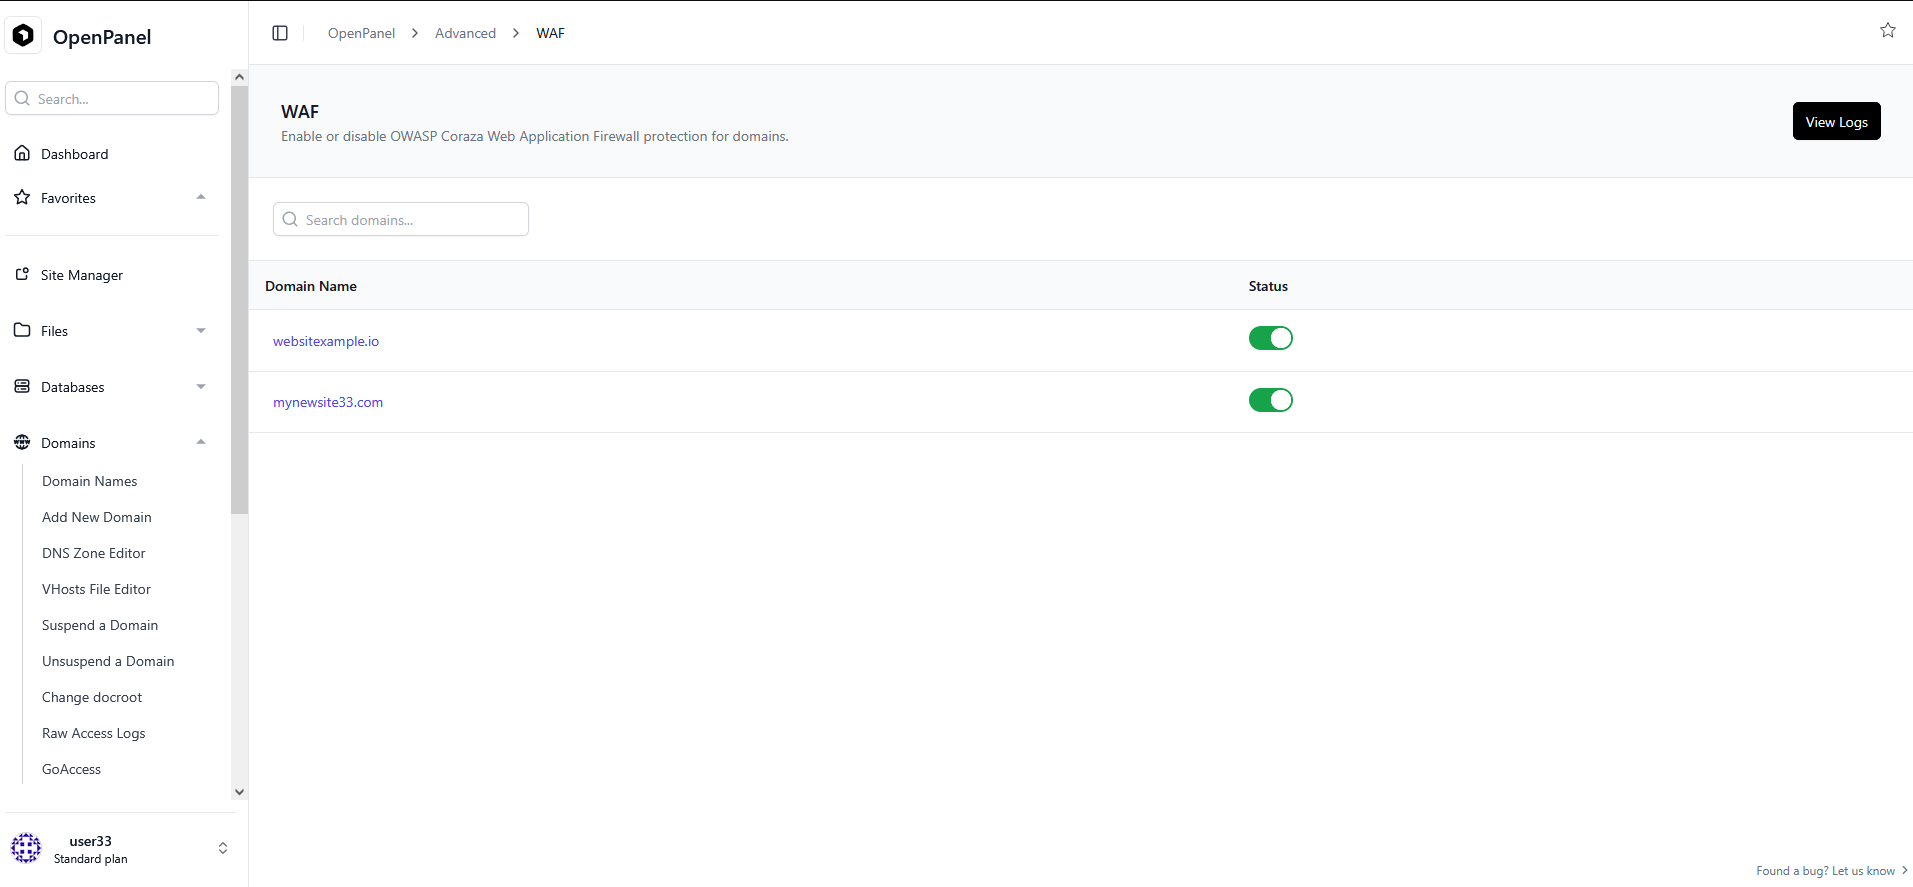 OpenPanel
Search...
Dashboard
Favorites
Site Manager
Files
Databases
Domains
Domain Names
Add New Domain
DNS Zone Editor
VHosts File Editor
Suspend a Domain
Unsuspend a Domain
Change docroot
Raw Access Logs
GoAccess
user33
Standard plan
OpenPanel > Advanced > WAF
WAF
Enable or disable OWASP Coraza Web Application Firewall protection for domains.
View Logs
Search domains...
Domain Name Status
websitexample.io
mynewsite33.com
Found a bug? Let us know >